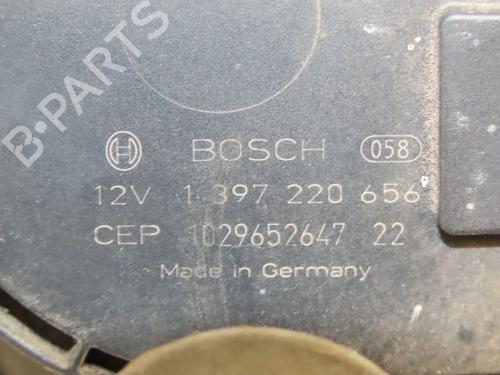 B-PARTS
BOSCH 058
12V 1 397 220 656
CEP 1029652647 22
Made in Germany